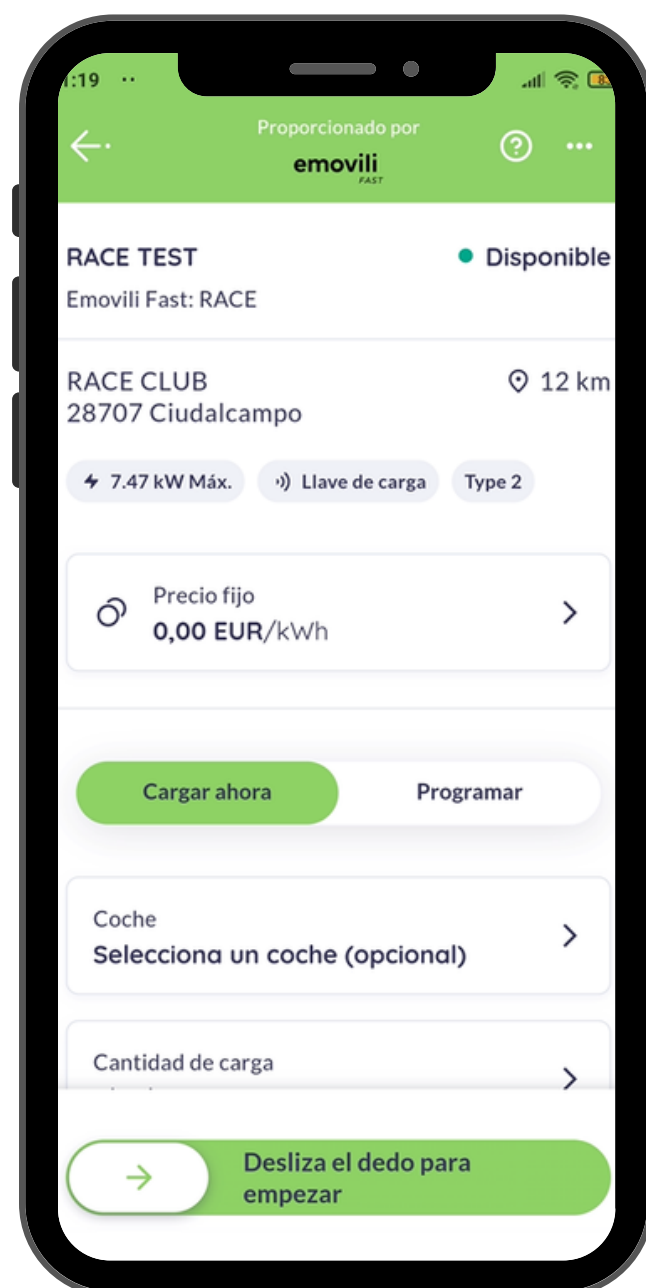 :19
Proporcionado por
emovili
FAST
RACE TEST
Disponible
Emovili Fast: RACE
RACE CLUB
12 km
28707 Ciudalcampo
7.47 kW Máx.
Llave de carga
Type 2
Precio fijo
0,00 EUR/kWh
Cargar ahora
Programar
Coche
Selecciona un coche (opcional)
Cantidad de carga
Desliza el dedo para
empezar